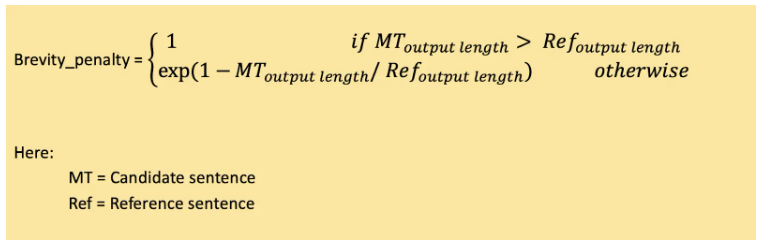 Brevity_penalty = { 1 if MT_output length > Ref_output length
exp(1 − MT_output length/ Ref_output length) otherwise
Here:
MT = Candidate sentence
Ref = Reference sentence